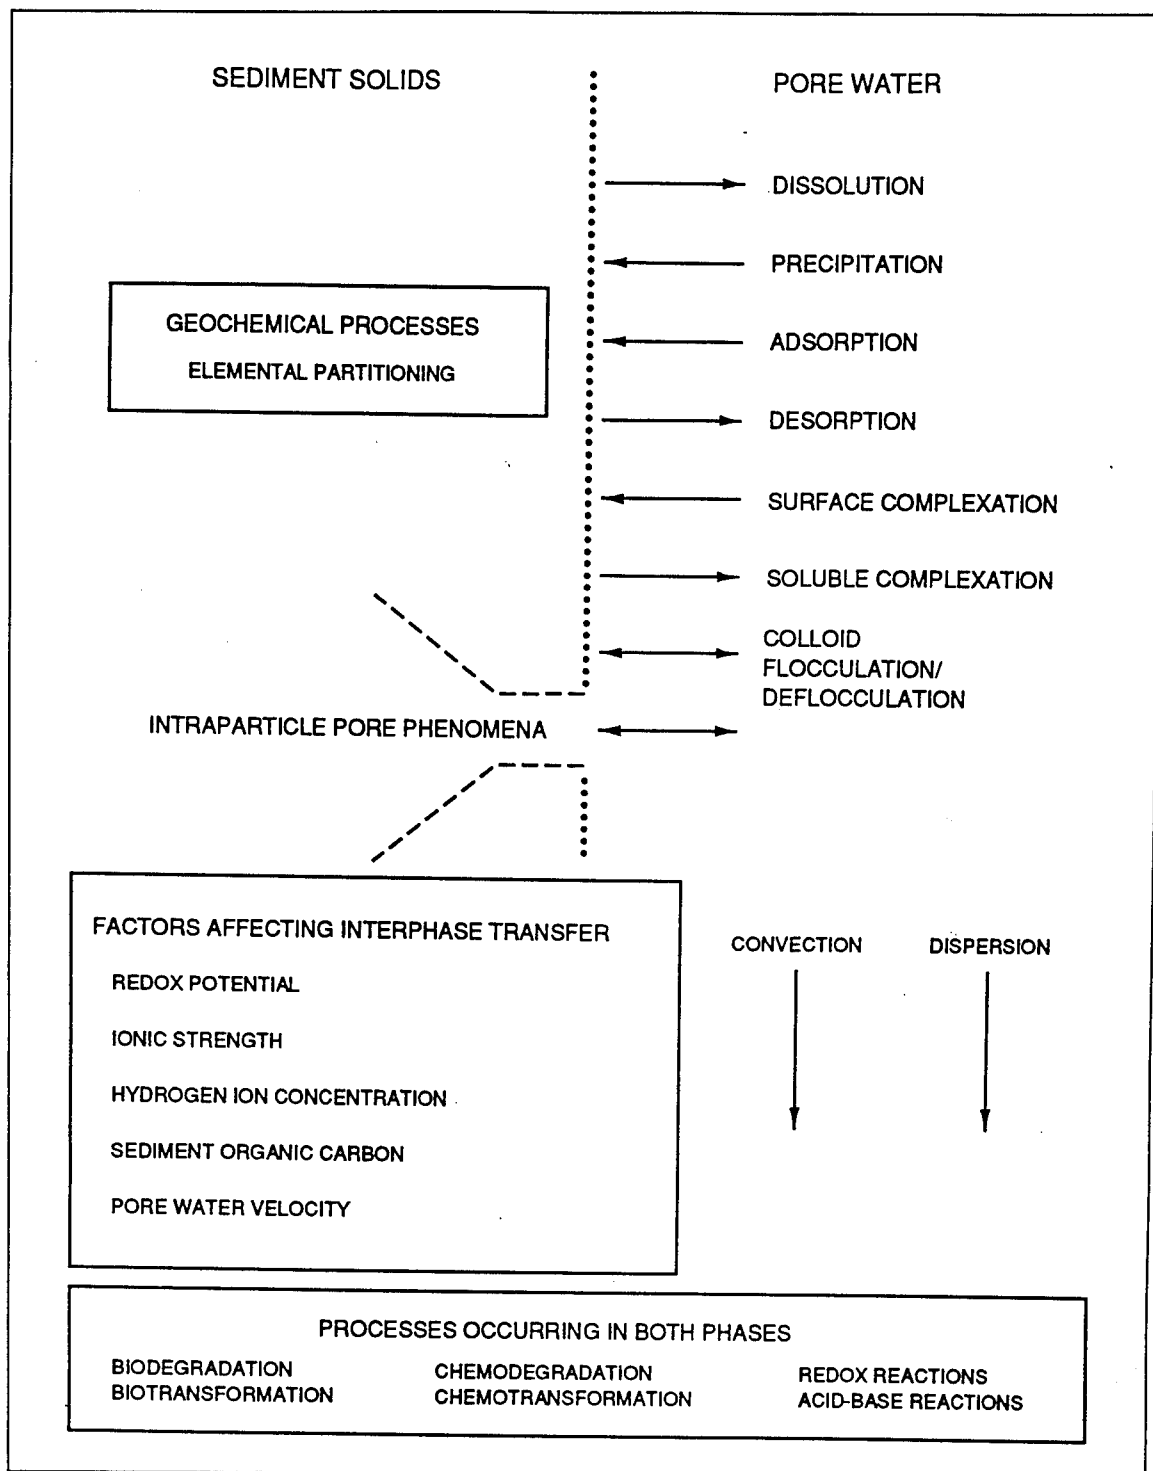 SEDIMENT SOLIDS
PORE WATER
DISSOLUTION
PRECIPITATION
GEOCHEMICAL PROCESSES
ELEMENTAL PARTITIONING
ADSORPTION
DESORPTION
SURFACE COMPLEXATION
SOLUBLE COMPLEXATION
COLLOID
FLOCCULATION/
DEFLOCCULATION
INTRAPARTICLE PORE PHENOMENA
FACTORS AFFECTING INTERPHASE TRANSFER
REDOX POTENTIAL
IONIC STRENGTH
HYDROGEN ION CONCENTRATION
SEDIMENT ORGANIC CARBON
PORE WATER VELOCITY
CONVECTION
DISPERSION
PROCESSES OCCURRING IN BOTH PHASES
BIODEGRADATION
BIOTRANSFORMATION
CHEMODEGRADATION
CHEMOTRANSFORMATION
REDOX REACTIONS
ACID-BASE REACTIONS